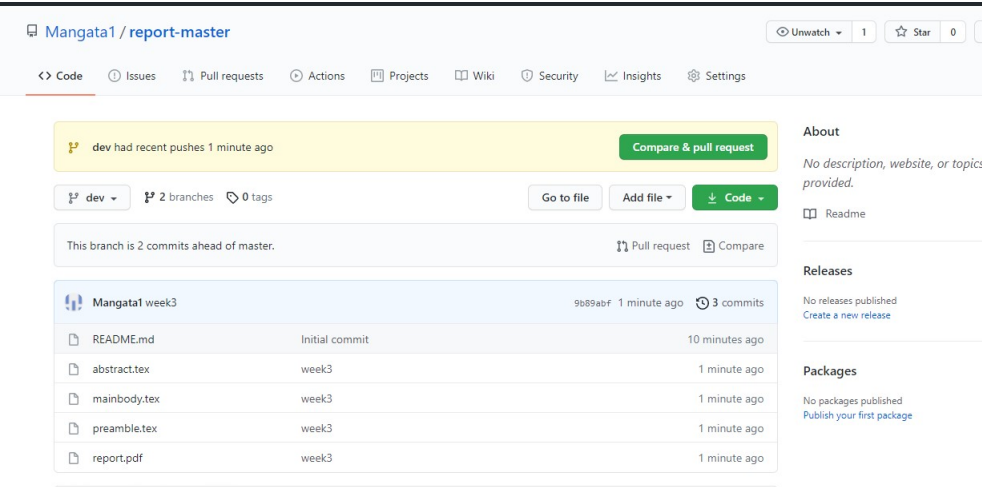 Mangata1 / report-master
Unwatch 1 Star 0
Code Issues Pull requests Actions Projects Wiki Security Insights Settings
dev had recent pushes 1 minute ago Compare & pull request
dev 2 branches 0 tags Go to file Add file Code
This branch is 2 commits ahead of master. Pull request Compare
Mangata1 week3 9b89abf 1 minute ago 3 commits
README.md Initial commit 10 minutes ago
abstract.tex week3 1 minute ago
mainbody.tex week3 1 minute ago
preamble.tex week3 1 minute ago
report.pdf week3 1 minute ago
About
No description, website, or topics
provided.
Readme
Releases
No releases published
Create a new release
Packages
No packages published
Publish your first package